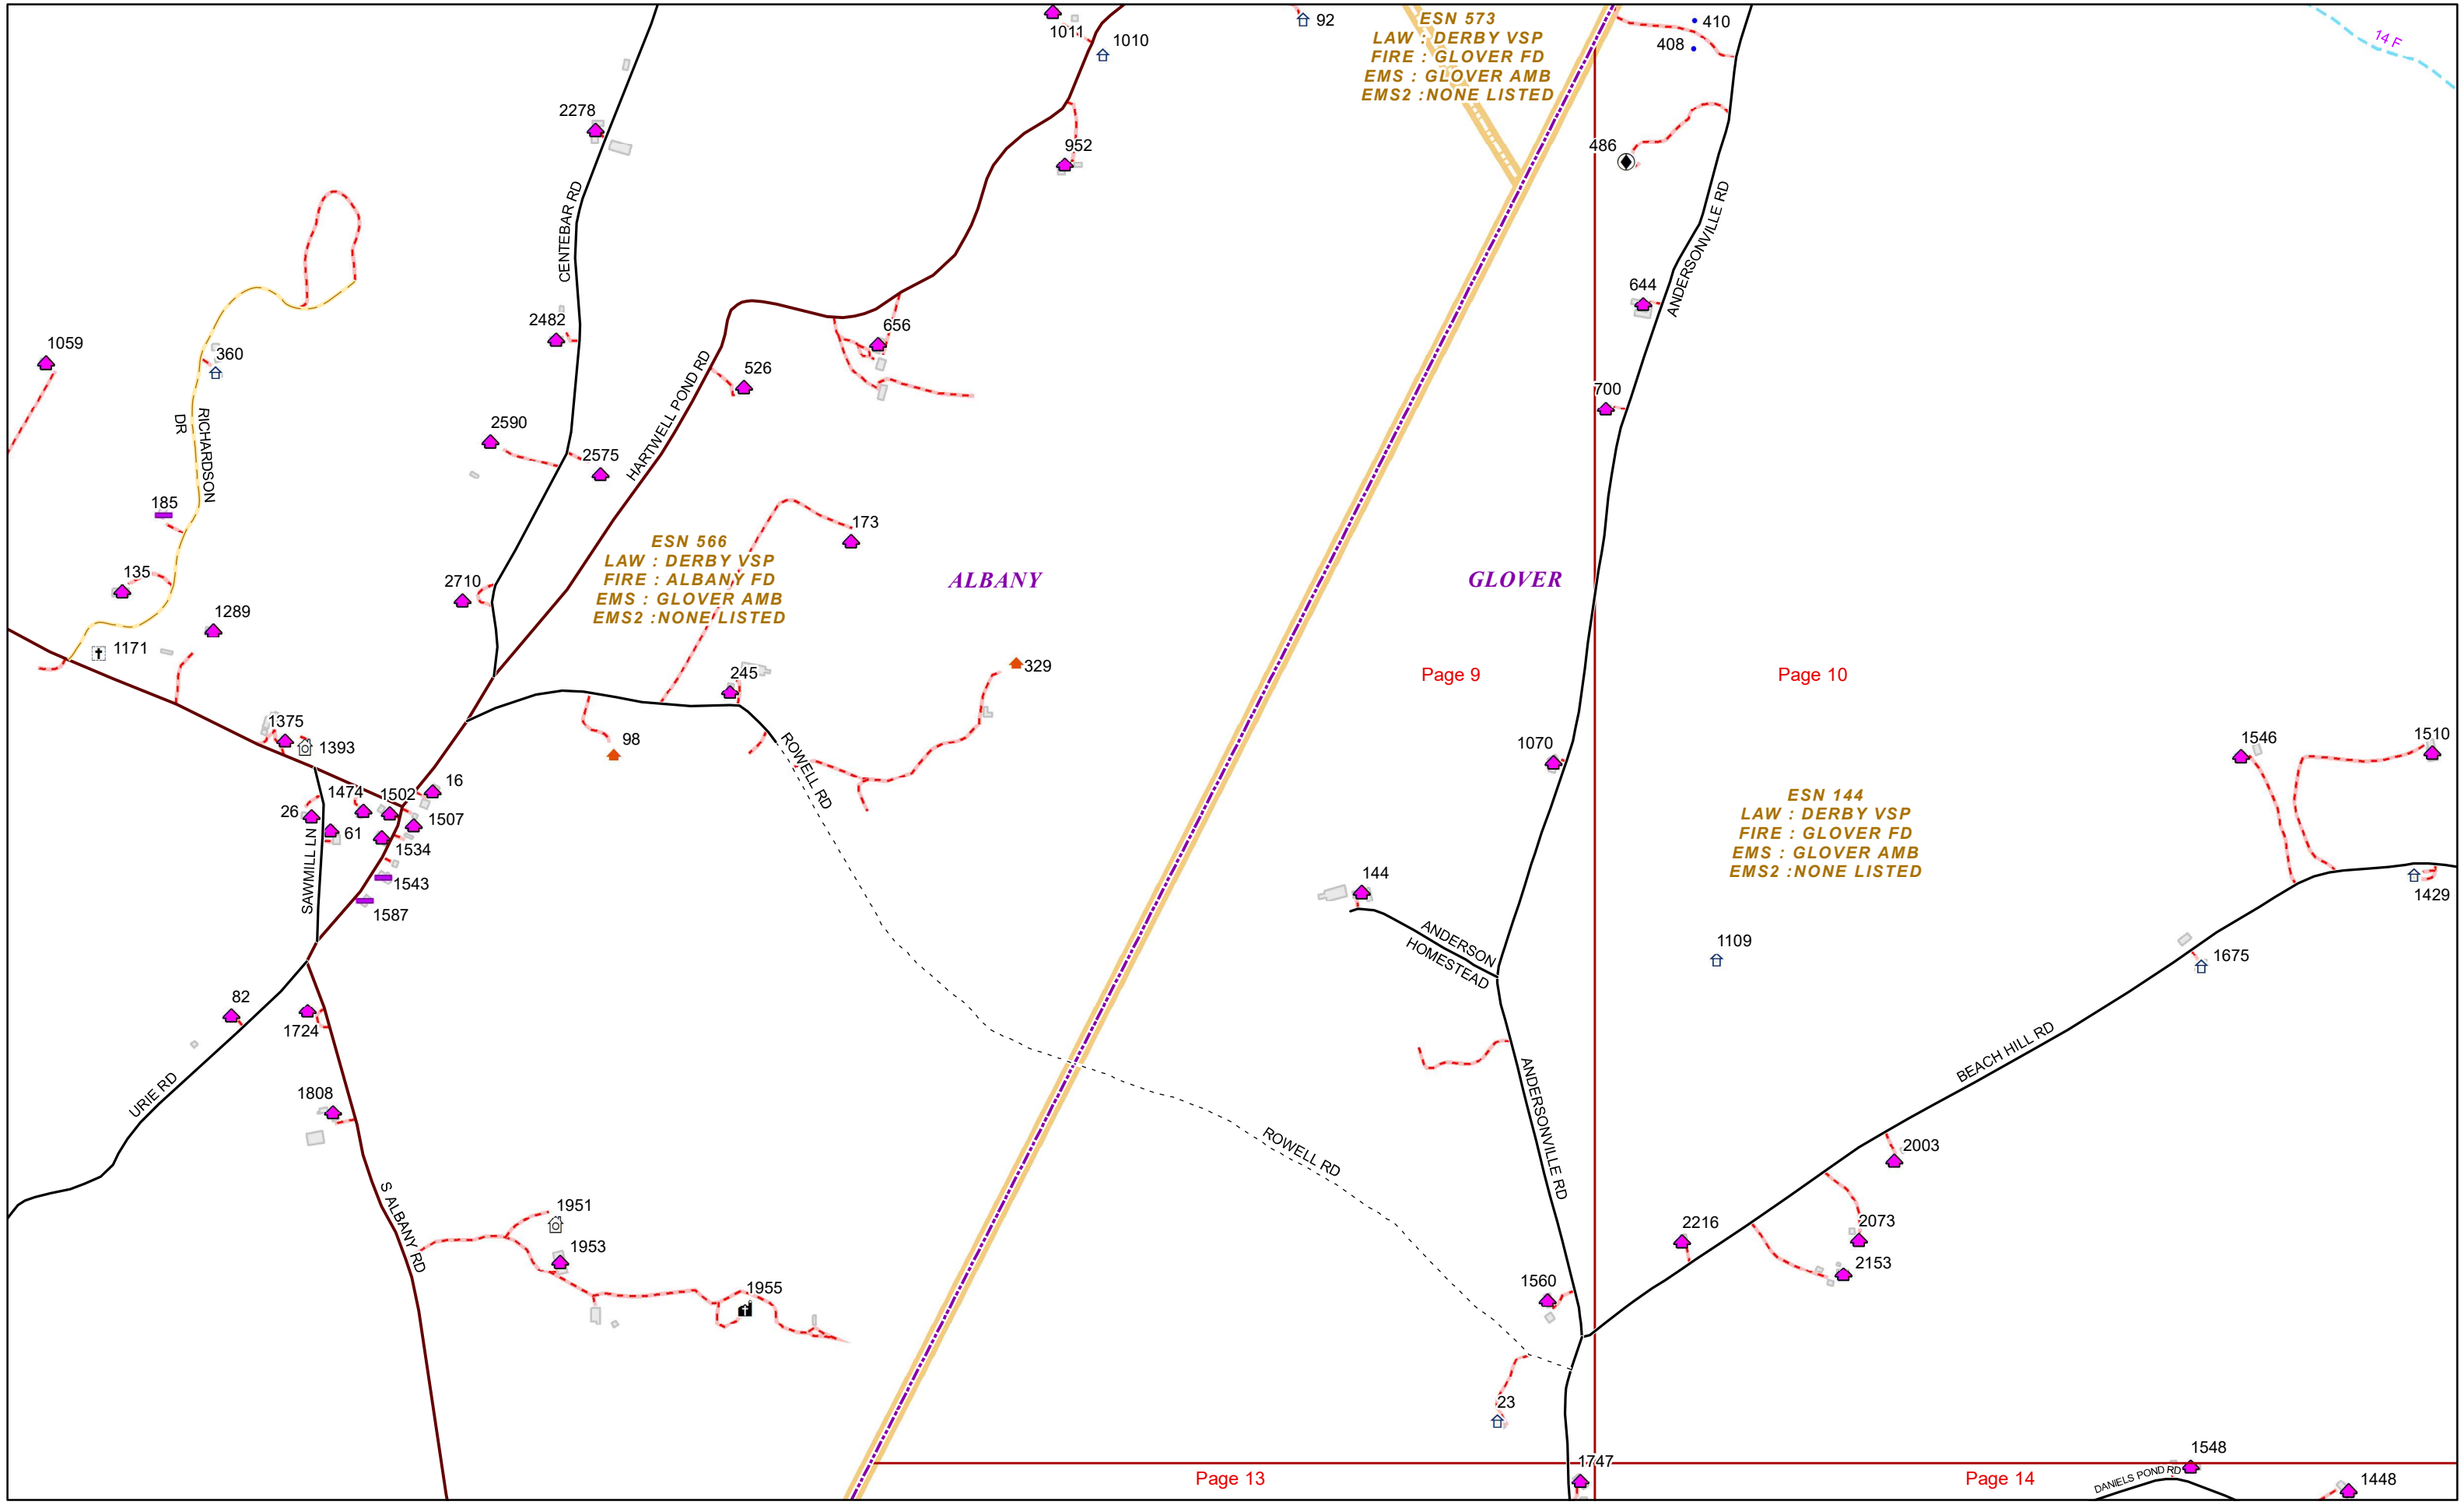 92
ESN 573
LAW : DERBY VSP
FIRE : GLOVER FD
EMS : GLOVER AMB
EMS2 :NONE LISTED
410
408
14 F
1011
1010
2278
952
486
CENTEBAR RD
ANDERSONVILLE RD
644
2482
656
1059
360
526
HARTWELL POND RD
700
RICHARDSON
DR
2590
2575
185
173
ESN 566
LAW : DERBY VSP
FIRE : ALBANY FD
EMS : GLOVER AMB
EMS2 :NONE LISTED
ALBANY
GLOVER
135
2710
1289
1171
245
329
Page 9
Page 10
1375
1393
98
ROWELL RD
1070
1546
1510
16
1474
1502
26
61
1507
1534
SAWMILL LN
1543
1587
ESN 144
LAW : DERBY VSP
FIRE : GLOVER FD
EMS : GLOVER AMB
EMS2 :NONE LISTED
144
1429
ANDERSON
HOMESTEAD
1109
1675
82
1724
BEACH HILL RD
URIE RD
1808
ANDERSONVILLE RD
ROWELL RD
2003
S ALBANY RD
1951
1953
2216
2073
2153
1955
1560
23
1747
1548
Page 13
Page 14
DANIELS POND RD
1448